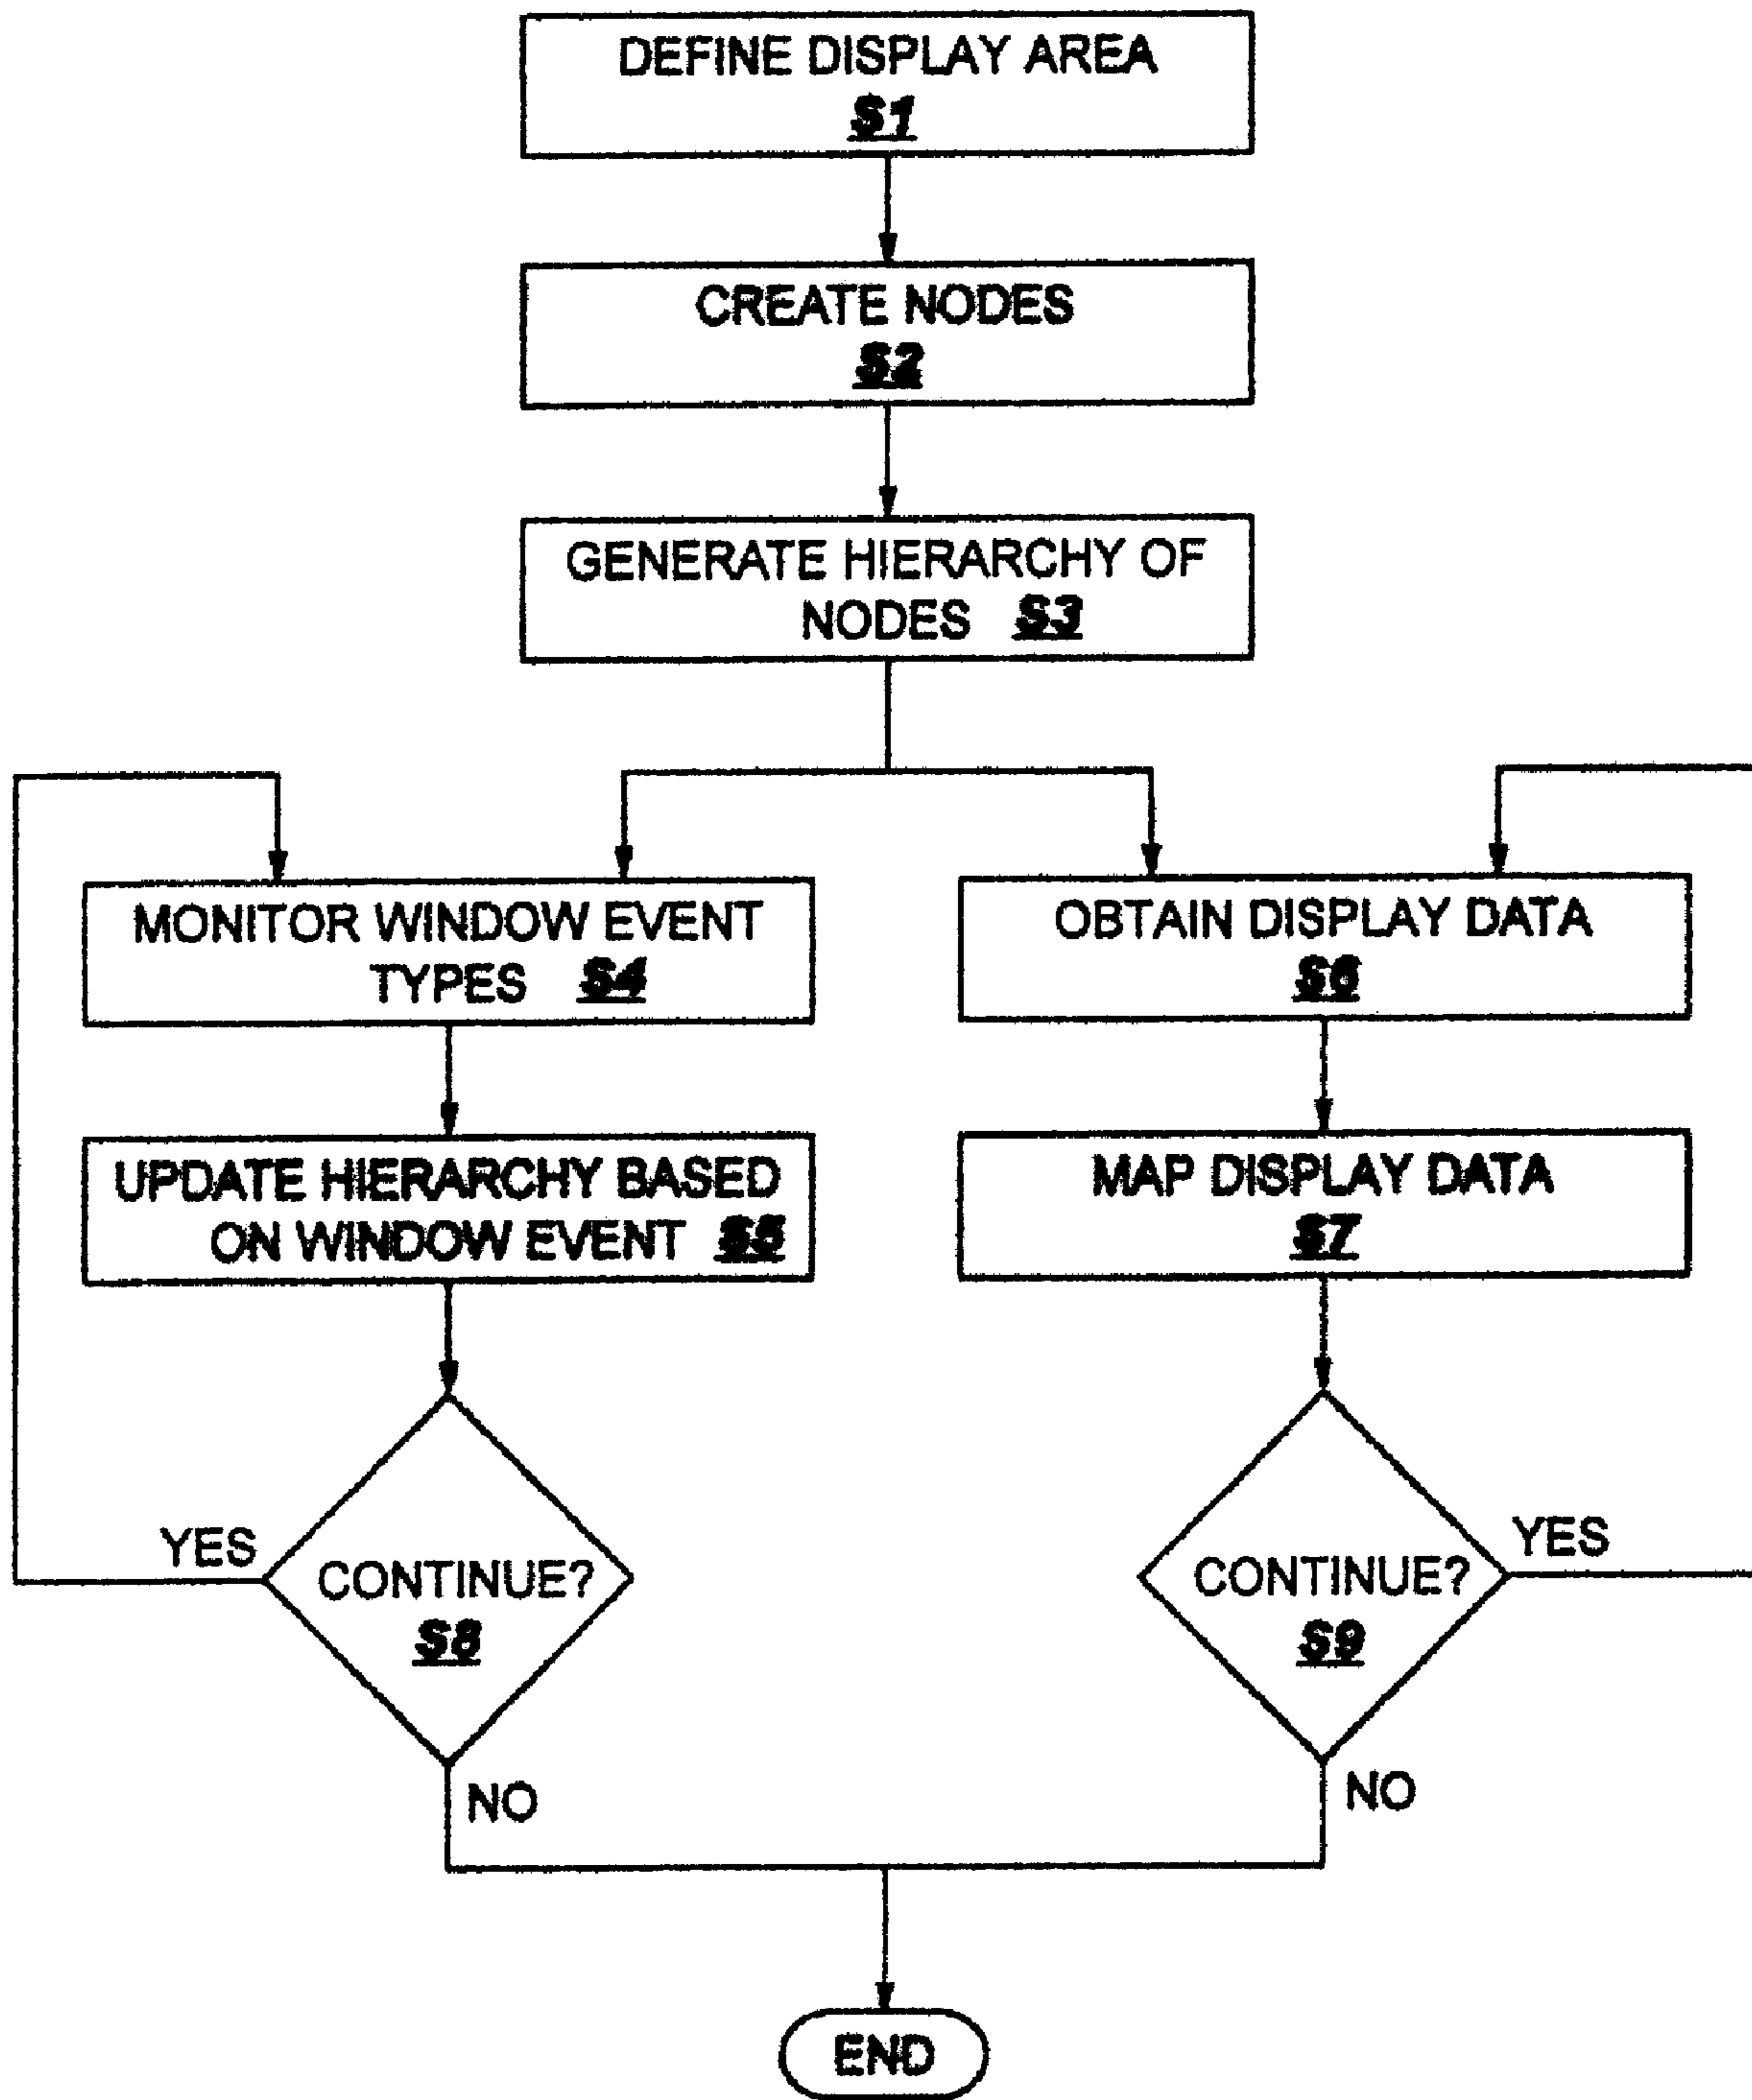 DEFINE DISPLAY AREA
S1
CREATE NODES
S2
GENERATE HIERARCHY OF
NODES S3
MONITOR WINDOW EVENT
TYPES S4
OBTAIN DISPLAY DATA
S6
UPDATE HIERARCHY BASED
ON WINDOW EVENT S5
MAP DISPLAY DATA
S7
YES
CONTINUE?
S8
NO
CONTINUE?
S9
YES
NO
END